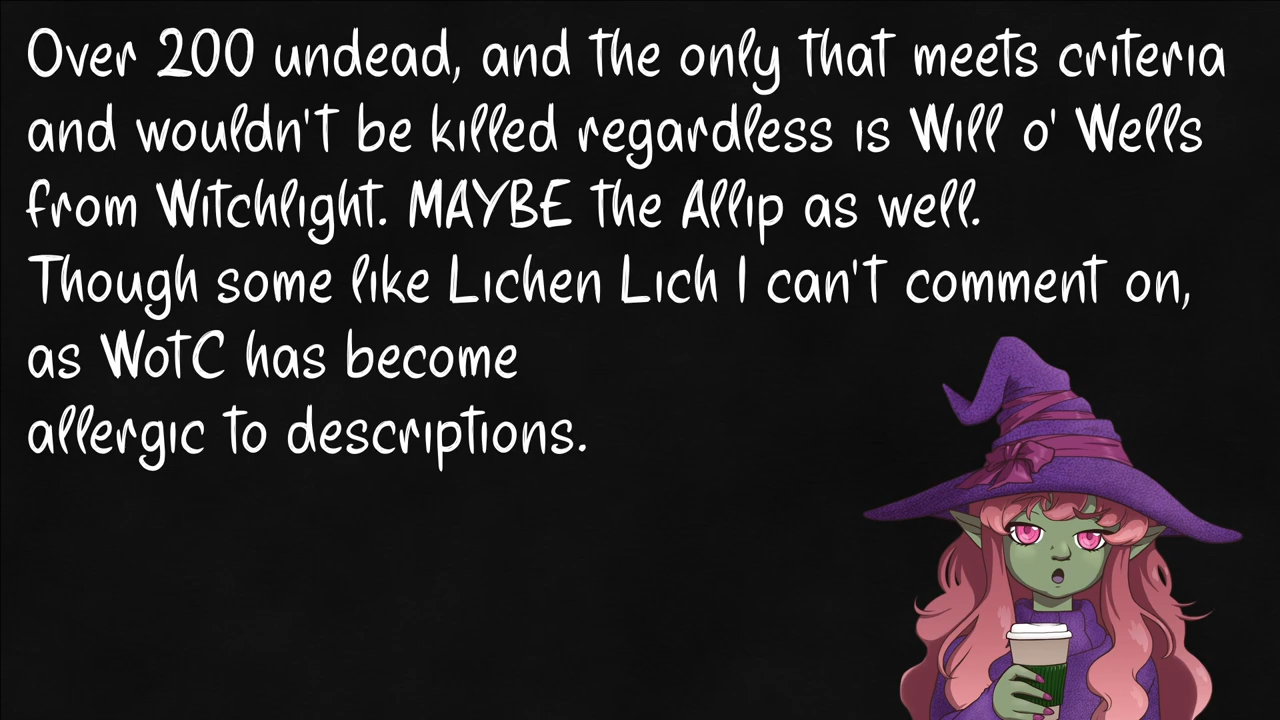 Over 200 undead, and the only that meets criteria
and wouldn't be killed regardless is Will o' Wells
from Witchlight. MAYBE the Allip as well.
Though some like Lichen Lich I can't comment on,
as WotC has become
allergic to descriptions.